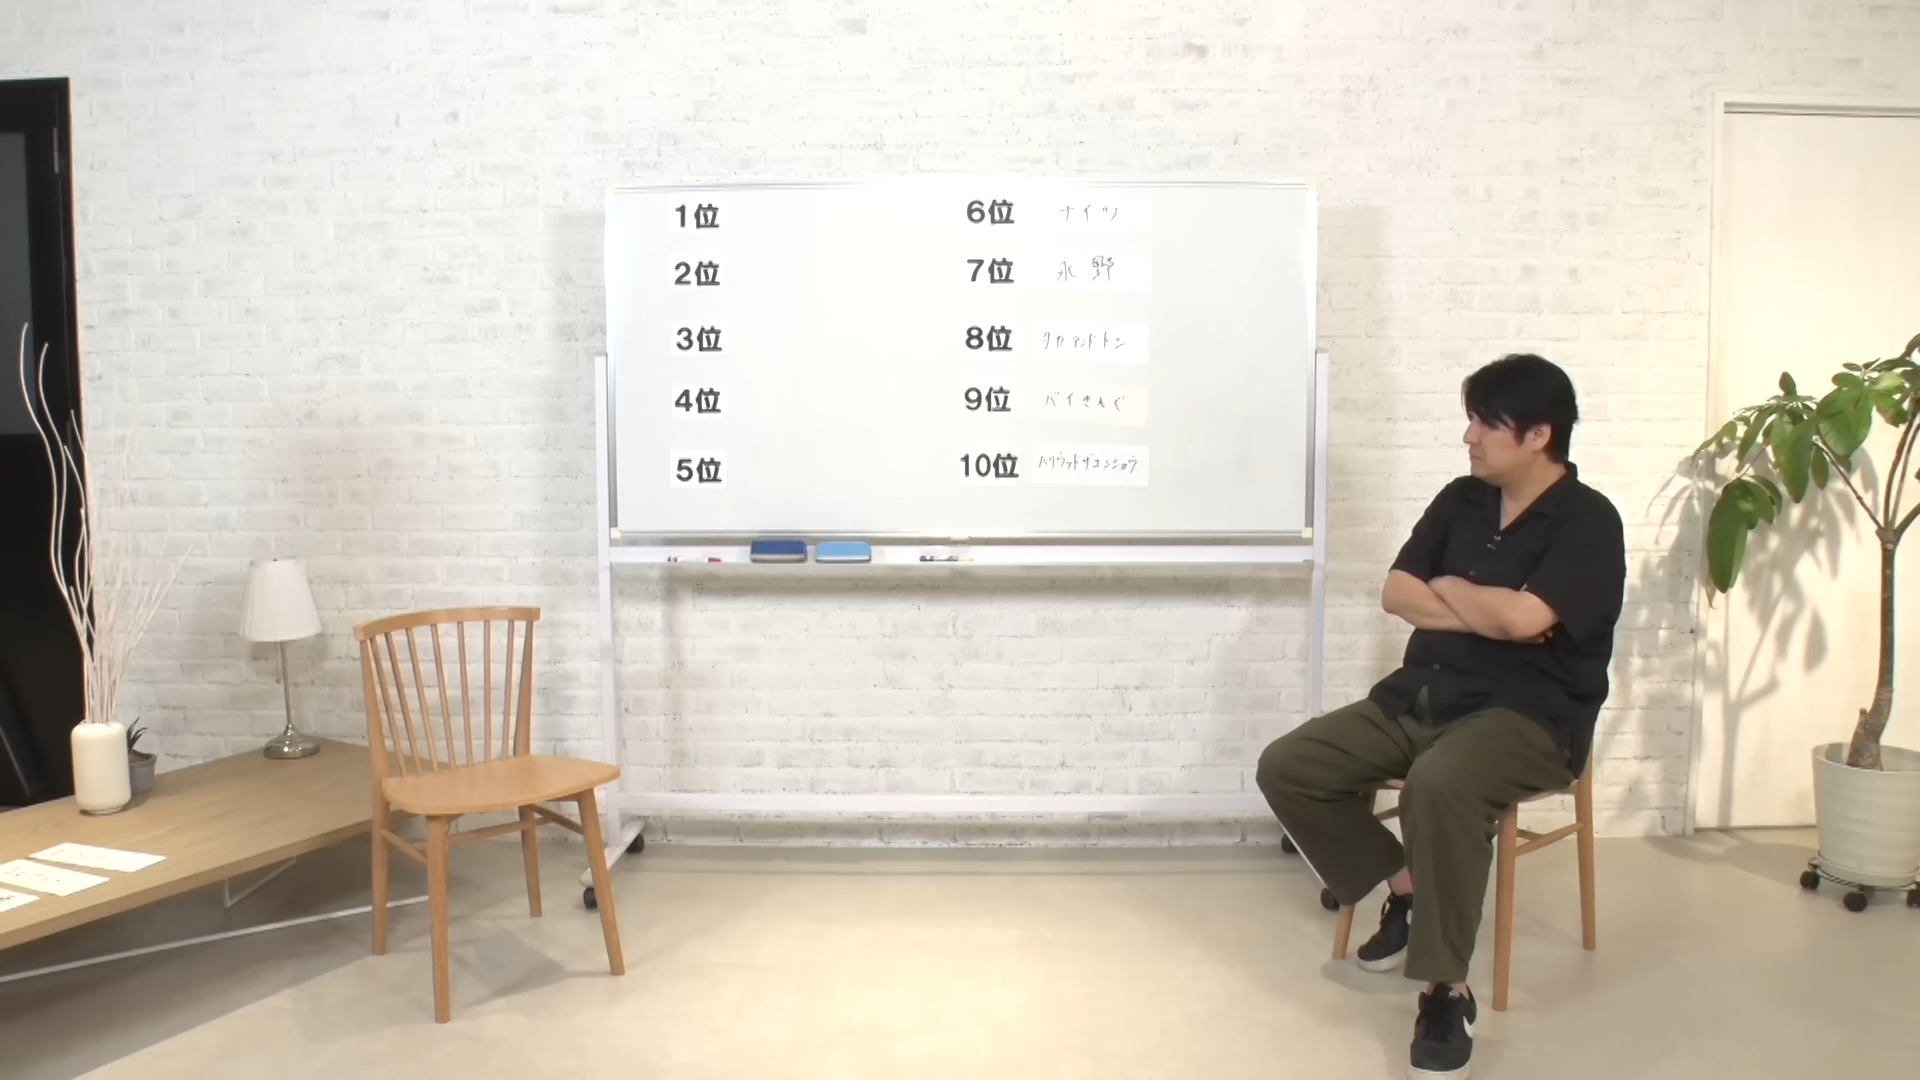 1位
2位
3位
4位
5位
6位 ナイツ
7位 永野
8位 タカアンドトシ
9位 バイきんぐ
10位 ハリウッドザコシショウ